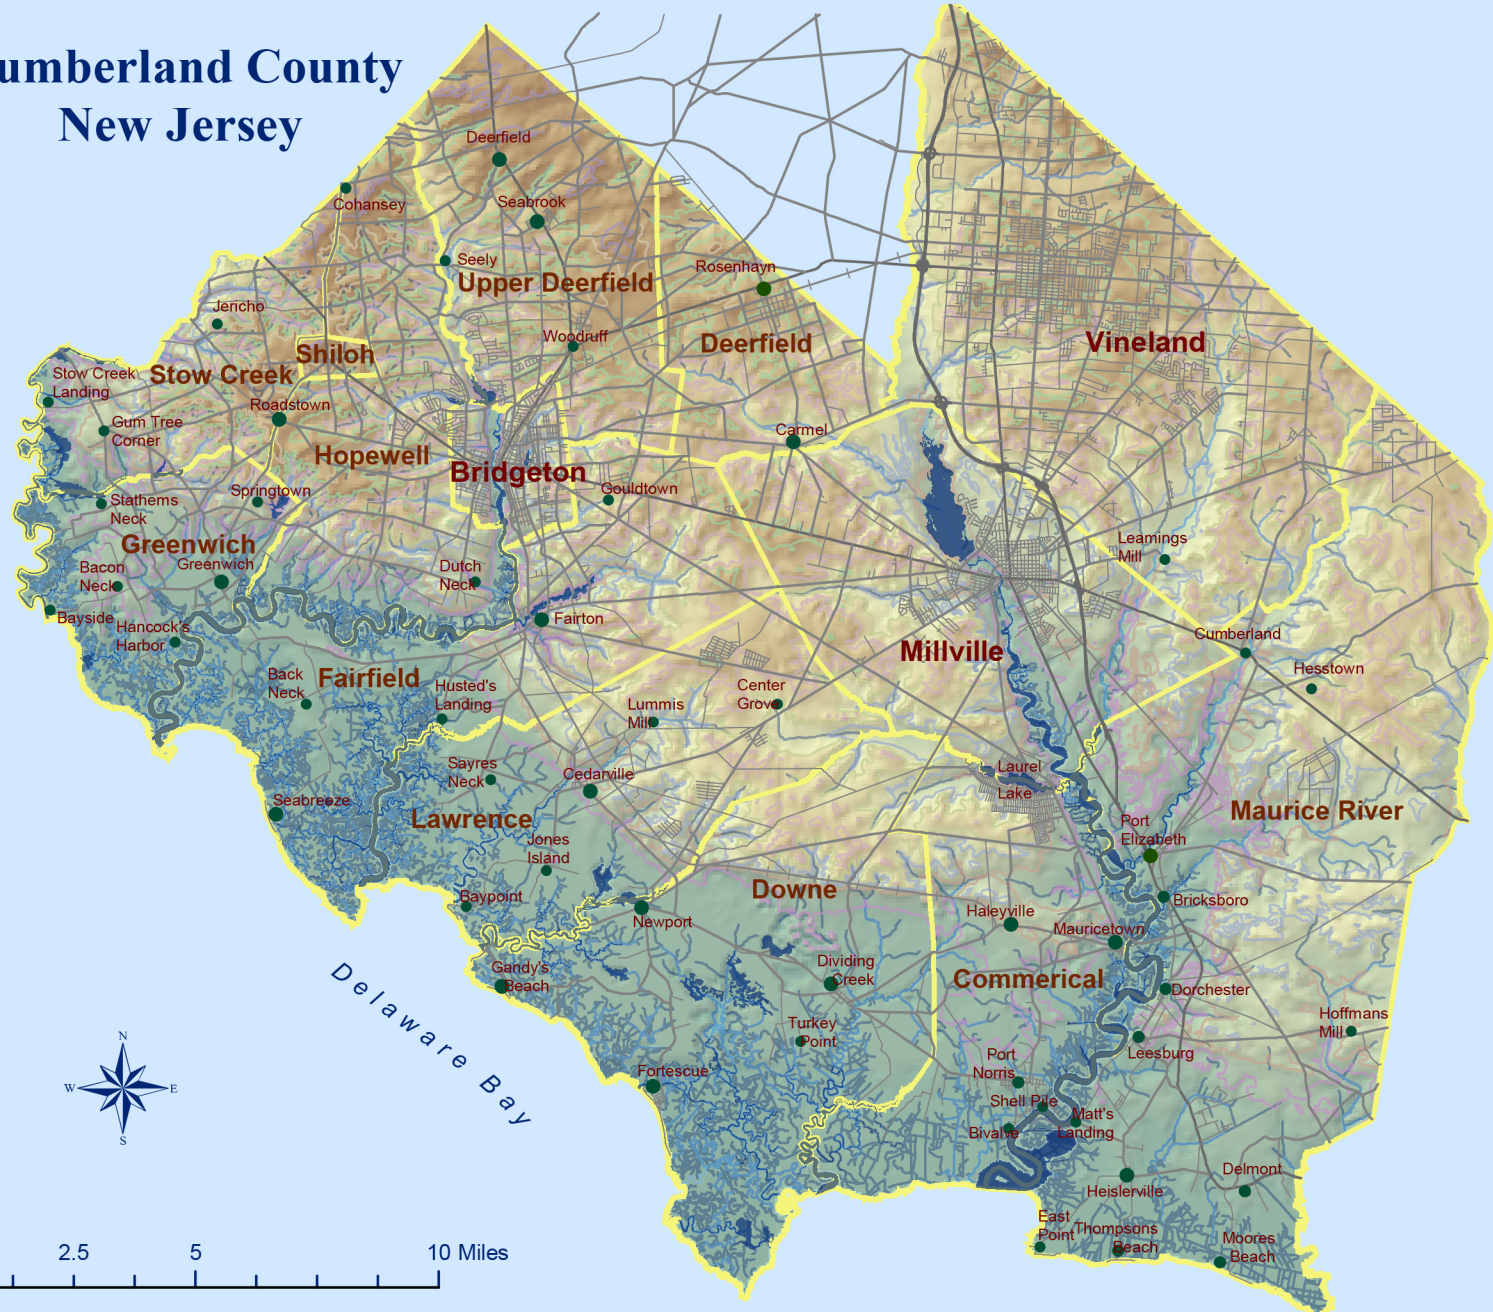 umberland County
New Jersey
Deerfield
Cohansey
Seabrook
Seely
Upper Deerfield
Rosenhayn
Jericho
Woodruff
Deerfield
Vineland
Shiloh
Stow Creek
Stow Creek
Landing
Roadstown
Gum Tree
Corner
Carmel
Hopewell
Bridgeton
Springtown
Gouldtown
Stathems
Neck
Greenwich
Greenwich
Leamings
Mill
Bacon
Neck
Dutch
Neck
Bayside
Hancock's
Harbor
Fairton
Cumberland
Millville
Hesstown
Back
Neck
Fairfield
Husted's
Landing
Lummis
Mill
Center
Grove
Sayres
Neck
Cedarville
Laurel
Lake
Seabreeze
Lawrence
Maurice River
Port
Elizabeth
Jones
Island
Downe
Baypoint
Newport
Haleyville
Mauricetown
Bricksboro
Gandy's
Beach
Dividing
Creek
Commerical
Dorchester
Delaware Bay
Turkey
Point
Hoffmans
Mill
Leesburg
Port
Norris
Fortescue
Shell Pile
Matt's
Landing
Bivalve
N
W
E
S
Heislerville
Delmont
East
Point
Thompsons
Beach
Moores
Beach
2.5
5
10 Miles